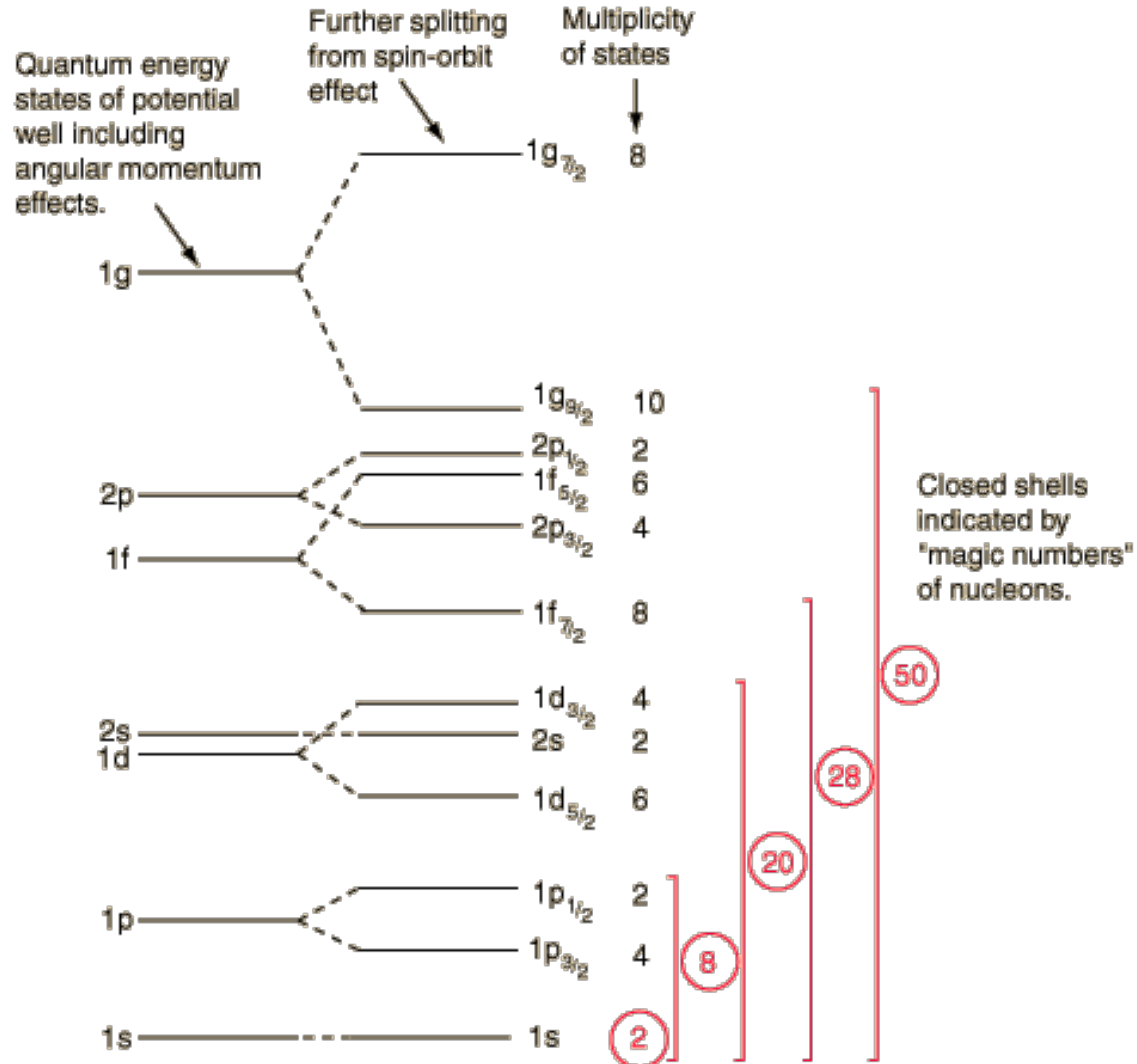 Quantum energy
states of potential
well including
angular momentum
effects.
Further splitting
from spin-orbit
effect
Multiplicity
of states
1g7/2 8
1g
1g9/2 10
2p1/2 2
2p
1f5/2 6
2p3/2 4
1f
1f7/2 8
Closed shells
indicated by
"magic numbers"
of nucleons.
50
1d3/2 4
2s 2s 2
1d
28
1d5/2 6
20
1p1/2 2
1p
1p3/2 4
8
1s 1s 2